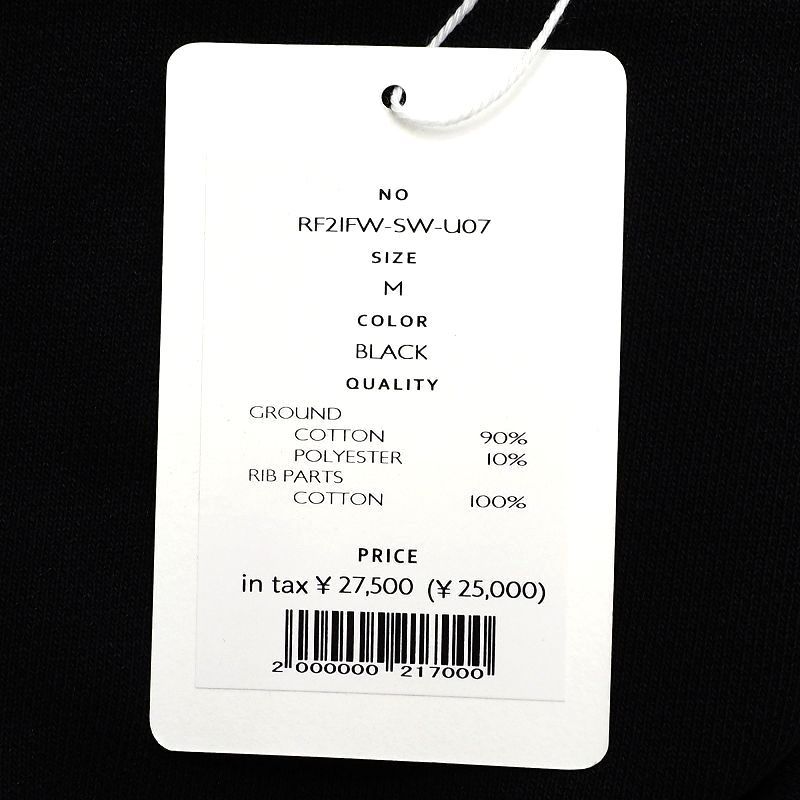 NO
RF21FW-SW-U07
SIZE
M
COLOR
BLACK
QUALITY
GROUND
COTTON 90%
POLYESTER 10%
RIB PARTS
COTTON 100%
PRICE
in tax ¥ 27,500 (¥ 25,000)
2 000000 217000